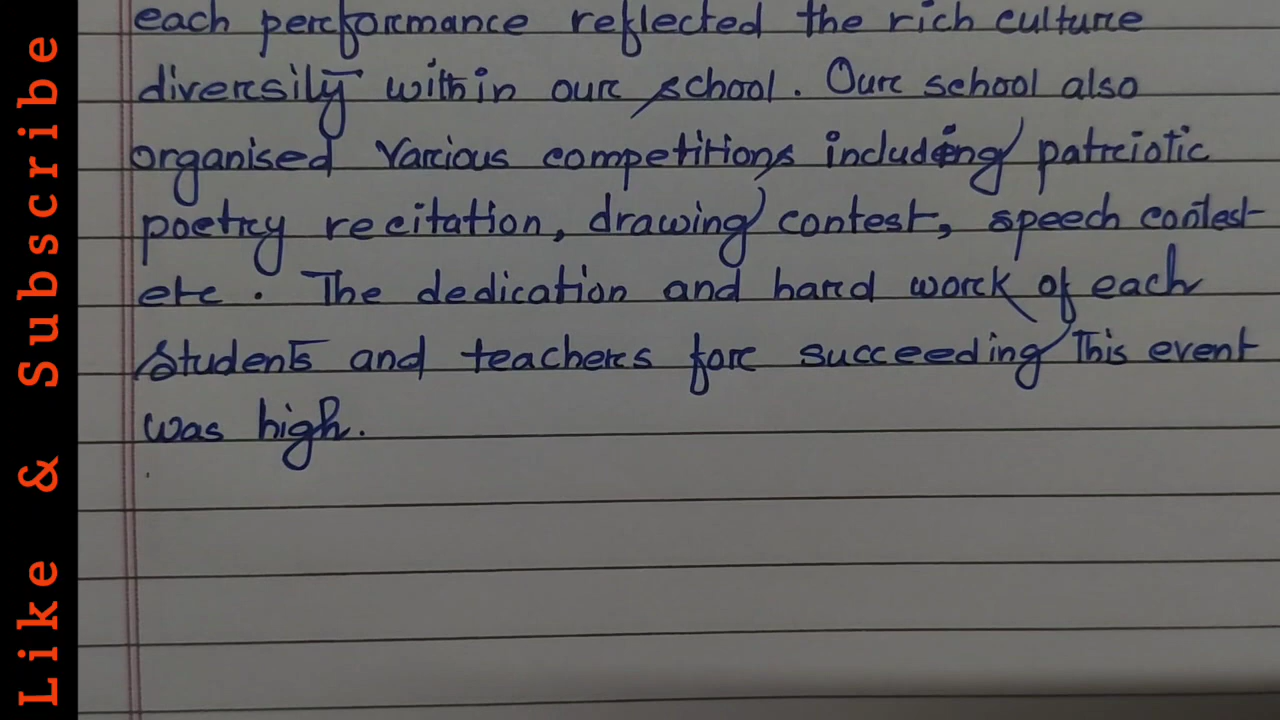 Like & Subscribe
each performance reflected the rich culture
diversity within our school. Our school also
organised various competitions including patriotic
poetry recitation, drawing contest, speech contest
etc. The dedication and hard work of each
students and teachers for succeeding This event
was high.